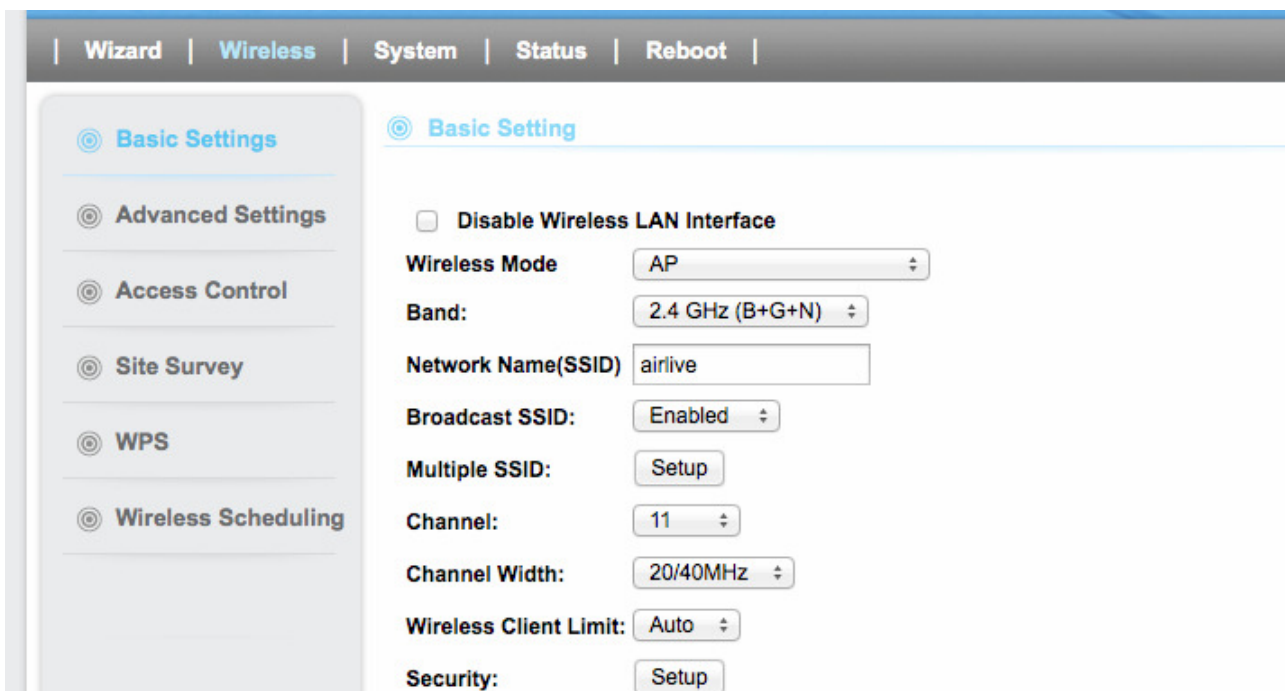 | Wizard | Wireless | System | Status | Reboot |
Basic Settings
Advanced Settings
Access Control
Site Survey
WPS
Wireless Scheduling
Basic Setting
Disable Wireless LAN Interface
Wireless Mode AP
Band: 2.4 GHz (B+G+N)
Network Name(SSID) airlive
Broadcast SSID: Enabled
Multiple SSID: Setup
Channel: 11
Channel Width: 20/40MHz
Wireless Client Limit: Auto
Security: Setup